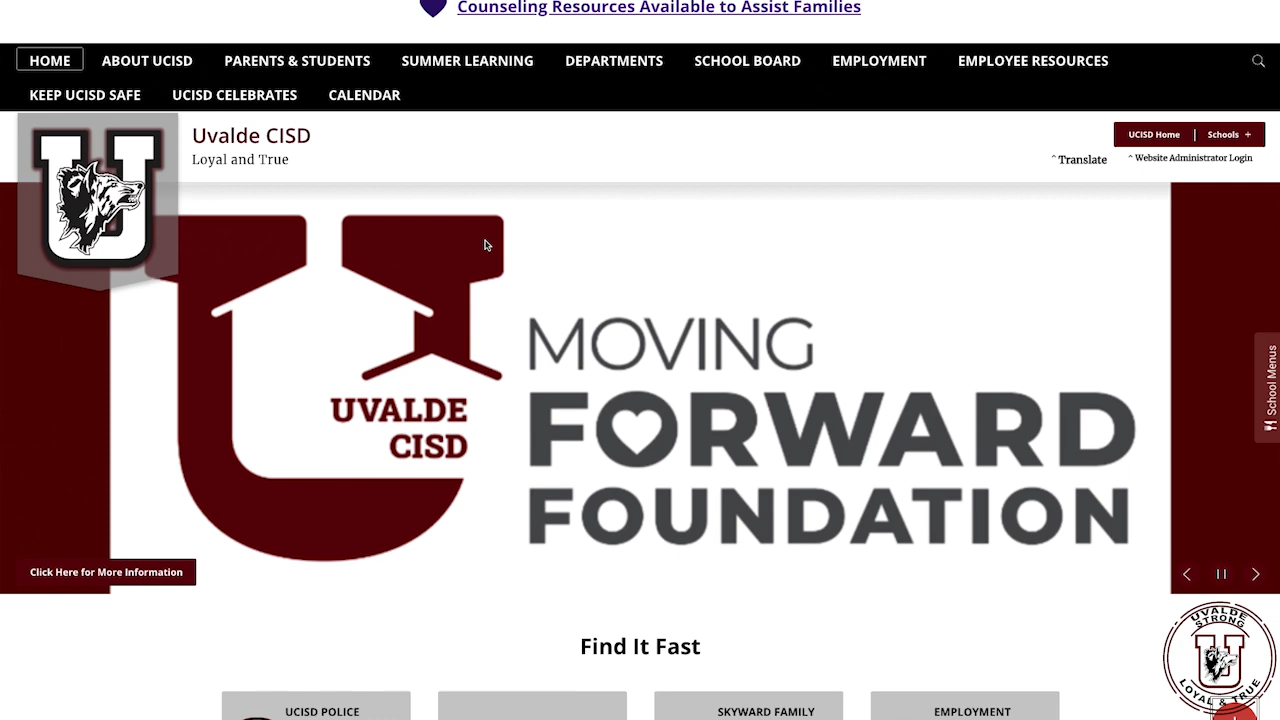 Counseling Resources Available to Assist Families
HOME ABOUT UCISD PARENTS & STUDENTS SUMMER LEARNING DEPARTMENTS SCHOOL BOARD EMPLOYMENT EMPLOYEE RESOURCES
KEEP UCISD SAFE UCISD CELEBRATES CALENDAR
U
Uvalde CISD
Loyal and True
UCISD Home | Schools +
^ Translate ^ Website Administrator Login
UVALDE
CISD
MOVING
FORWARD
FOUNDATION
School Menus
Click Here for More Information
UVALDE
STRONG
U
LOYAL & TRUE
Find It Fast
UCISD POLICE
SKYWARD FAMILY
EMPLOYMENT